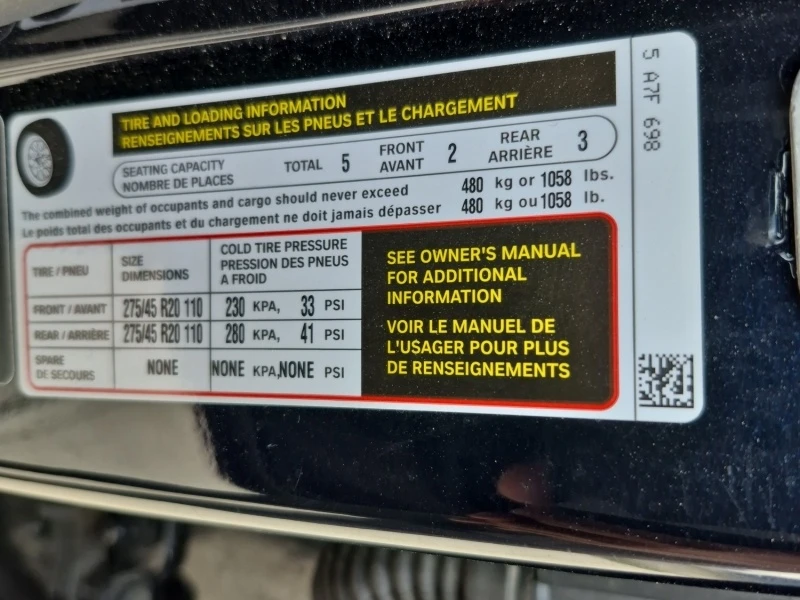 TIRE AND LOADING INFORMATION
RENSEIGNEMENTS SUR LES PNEUS ET LE CHARGEMENT
SEATING CAPACITY
NOMBRE DE PLACES
TOTAL 5
FRONT
AVANT
2
REAR
ARRIÈRE
3
The combined weight of occupants and cargo should never exceed 480 kg or 1058 lbs.
Le poids total des occupants et du chargement ne doit jamais dépasser 480 kg ou 1058 lb.
TIRE / PNEU
SIZE
DIMENSIONS
COLD TIRE PRESSURE
PRESSION DES PNEUS
A FROID
FRONT / AVANT 275/45 R20 110 230 KPA, 33 PSI
REAR / ARRIÈRE 275/45 R20 110 280 KPA, 41 PSI
SPARE
DE SECOURS
NONE NONE KPA,NONE PSI
SEE OWNER'S MANUAL
FOR ADDITIONAL
INFORMATION
VOIR LE MANUEL DE
L'USAGER POUR PLUS
DE RENSEIGNEMENTS
5 A7F 698